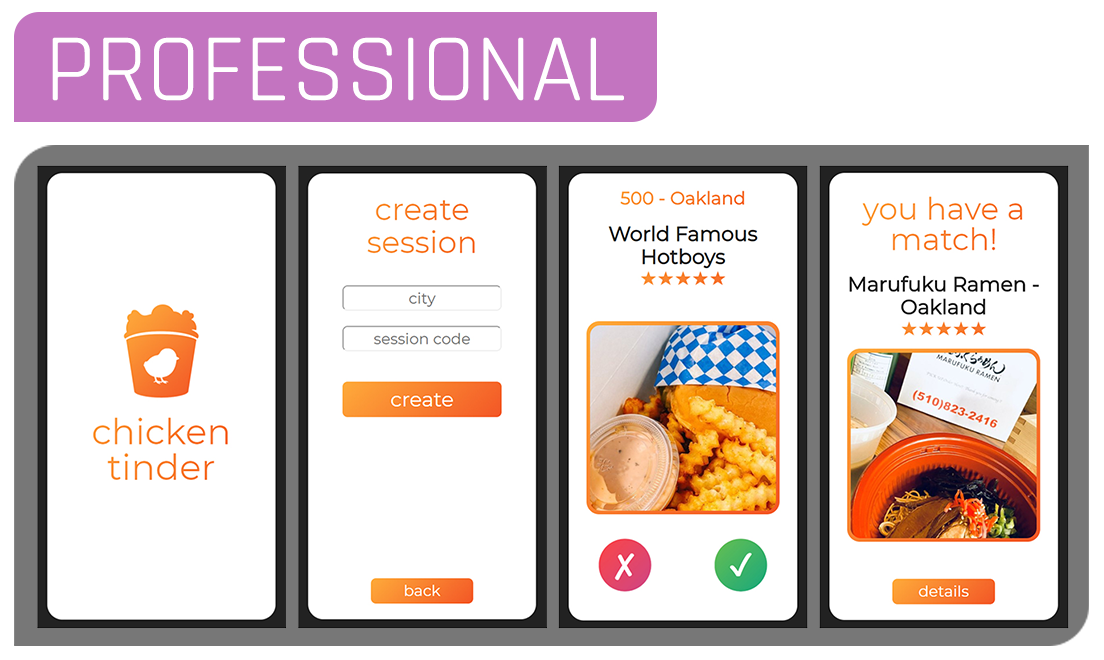 PROFESSIONAL
chicken
tinder
create
session
city
session code
create
back
500 - Oakland
World Famous
Hotboys
you have a
match!
Marufuku Ramen -
Oakland
MARUFUKU RAMEN
(510)823-2416
details